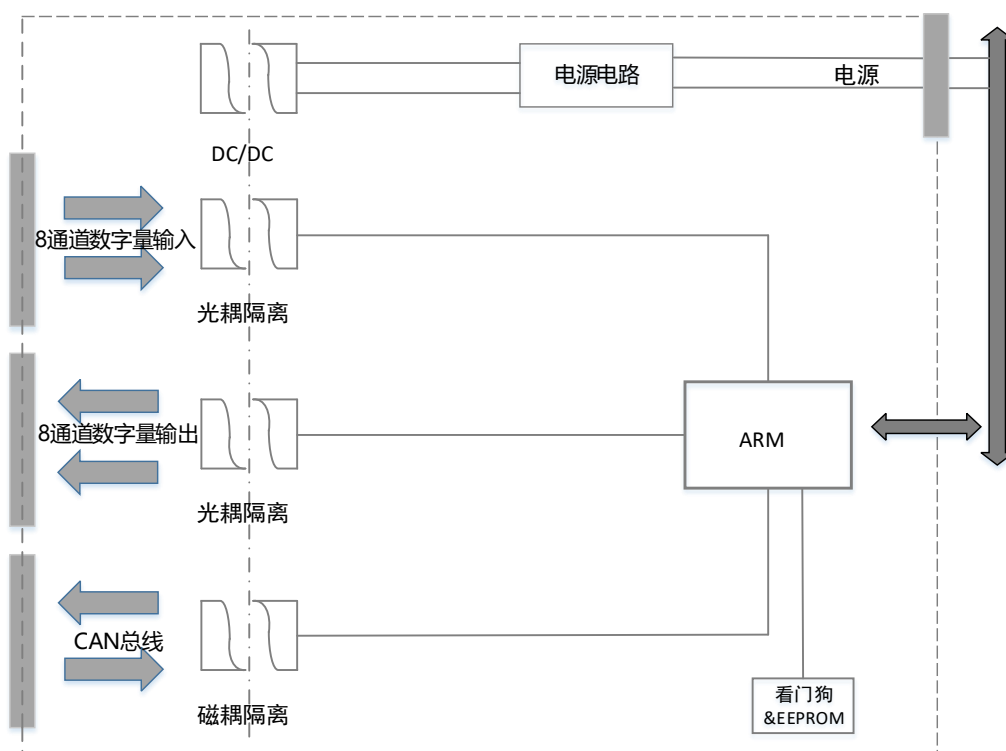 电源电路
电源
DC/DC
8通道数字量输入
光耦隔离
8通道数字量输出
ARM
光耦隔离
CAN总线
磁耦隔离
看门狗
&EEPROM